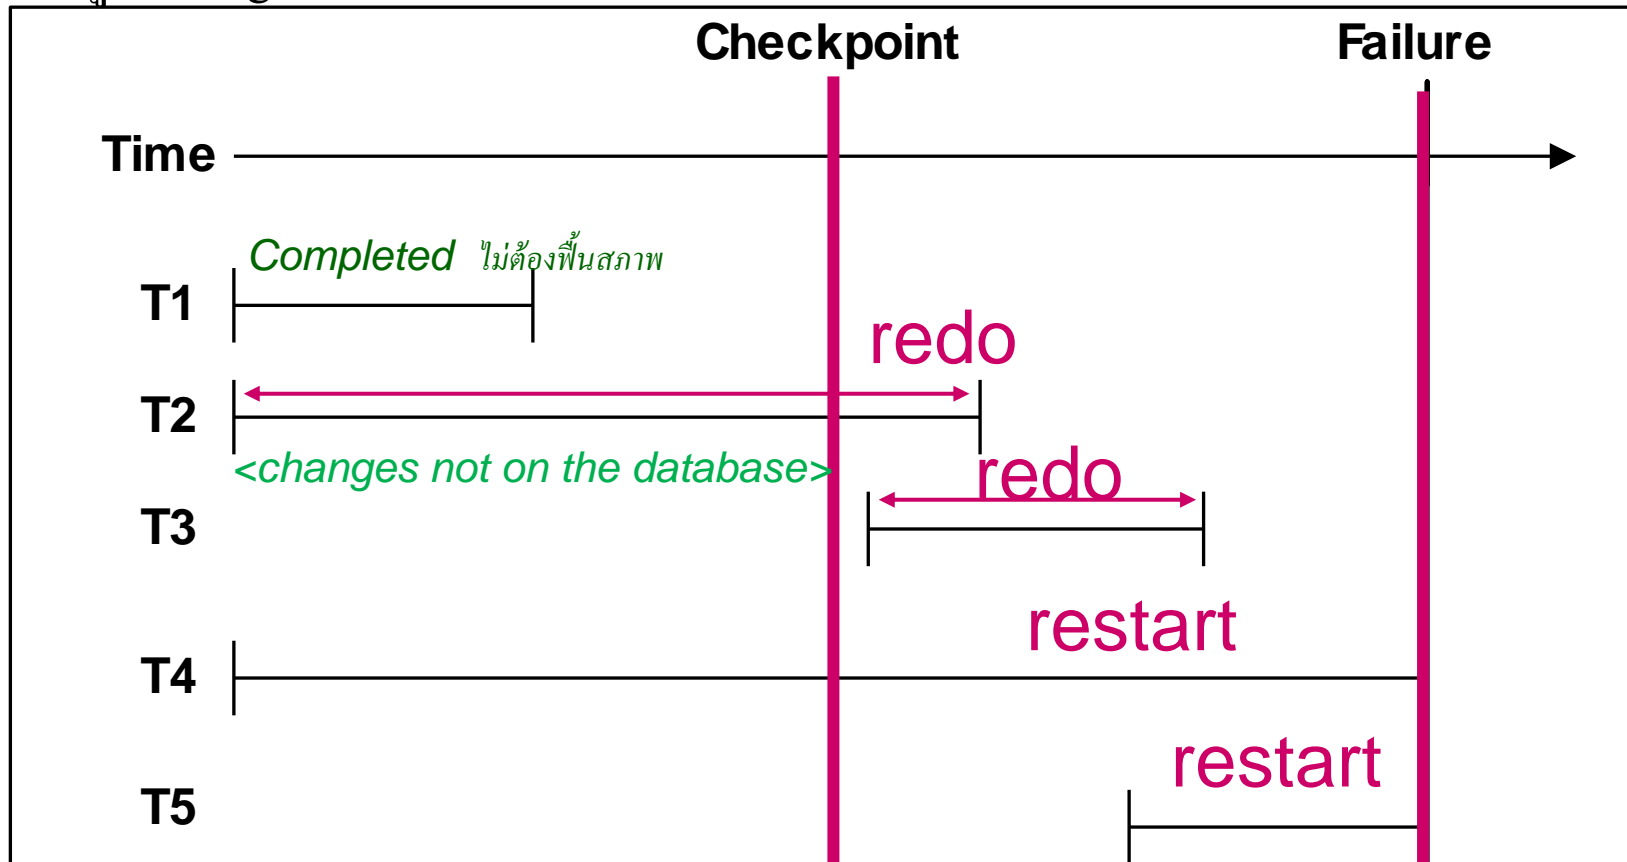 Checkpoint Failure
Time
Completed ไม่ต้องฟื้นสภาพ
T1
redo
T2
<changes not on the database>
redo
T3
restart
T4
restart
T5